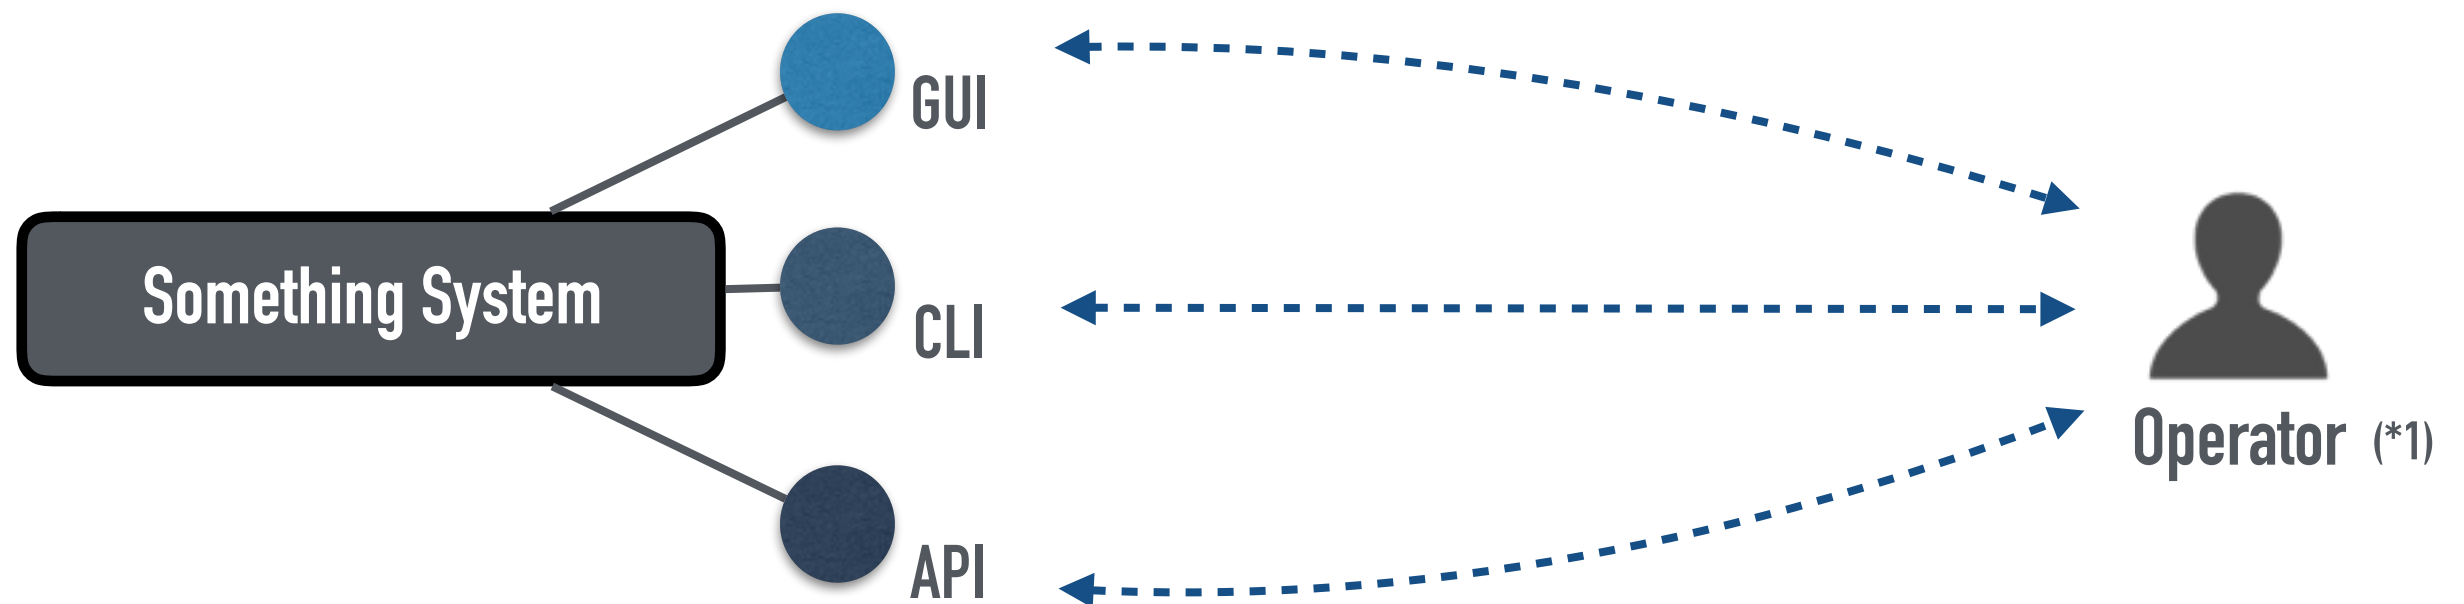 GUI
Something System
CLI
Operator (*1)
API